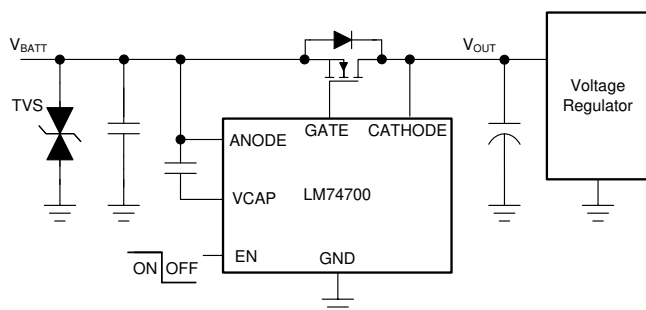 VBATT
VOUT
TVS
Voltage
Regulator
GATE
CATHODE
ANODE
LM74700
VCAP
EN
GND
ON
OFF